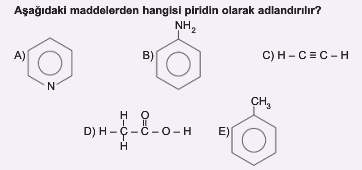 Aşağıdaki maddelerden hangisi piridin olarak adlandırılır?
A) N
B) NH₂
C) H – C ≡ C – H
H O
D) H – C – C – O – H
H
E) CH₃